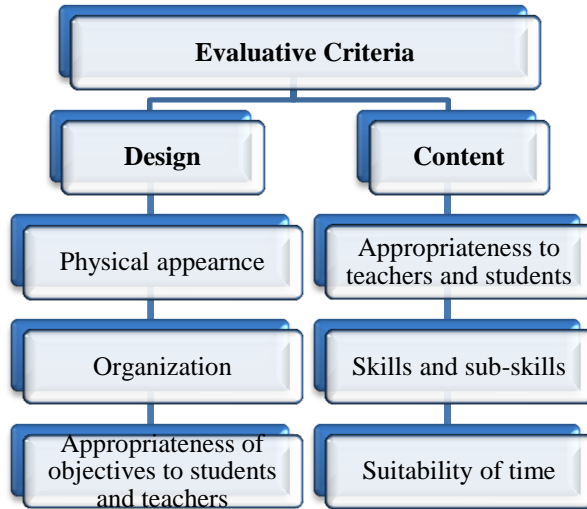 Evaluative Criteria
Design
Content
Physical appearnce
Appropriateness to
teachers and students
Organization
Skills and sub-skills
Appropriateness of
objectives to students
and teachers
Suitability of time